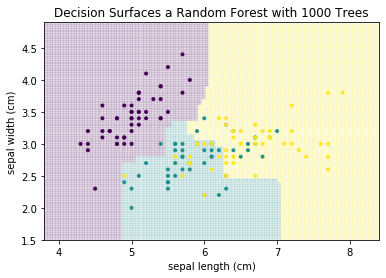 Decision Surfaces a Random Forest with 1000 Trees
4.5
4.0
3.5
3.0
2.5
2.0
1.5
sepal width (cm)
4 5 6 7 8
sepal length (cm)